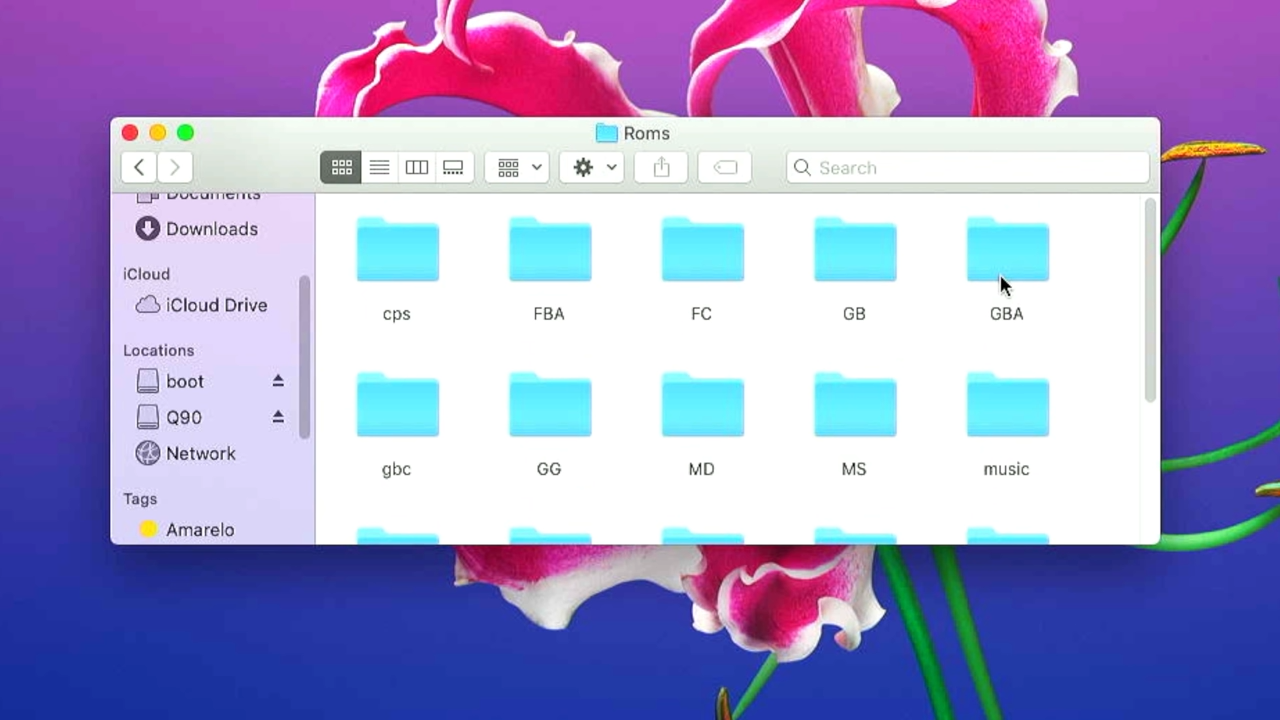 Roms
Search
Documents
Downloads
iCloud
iCloud Drive
Locations
boot
Q90
Network
Tags
Amarelo
cps
FBA
FC
GB
GBA
gbc
GG
MD
MS
music